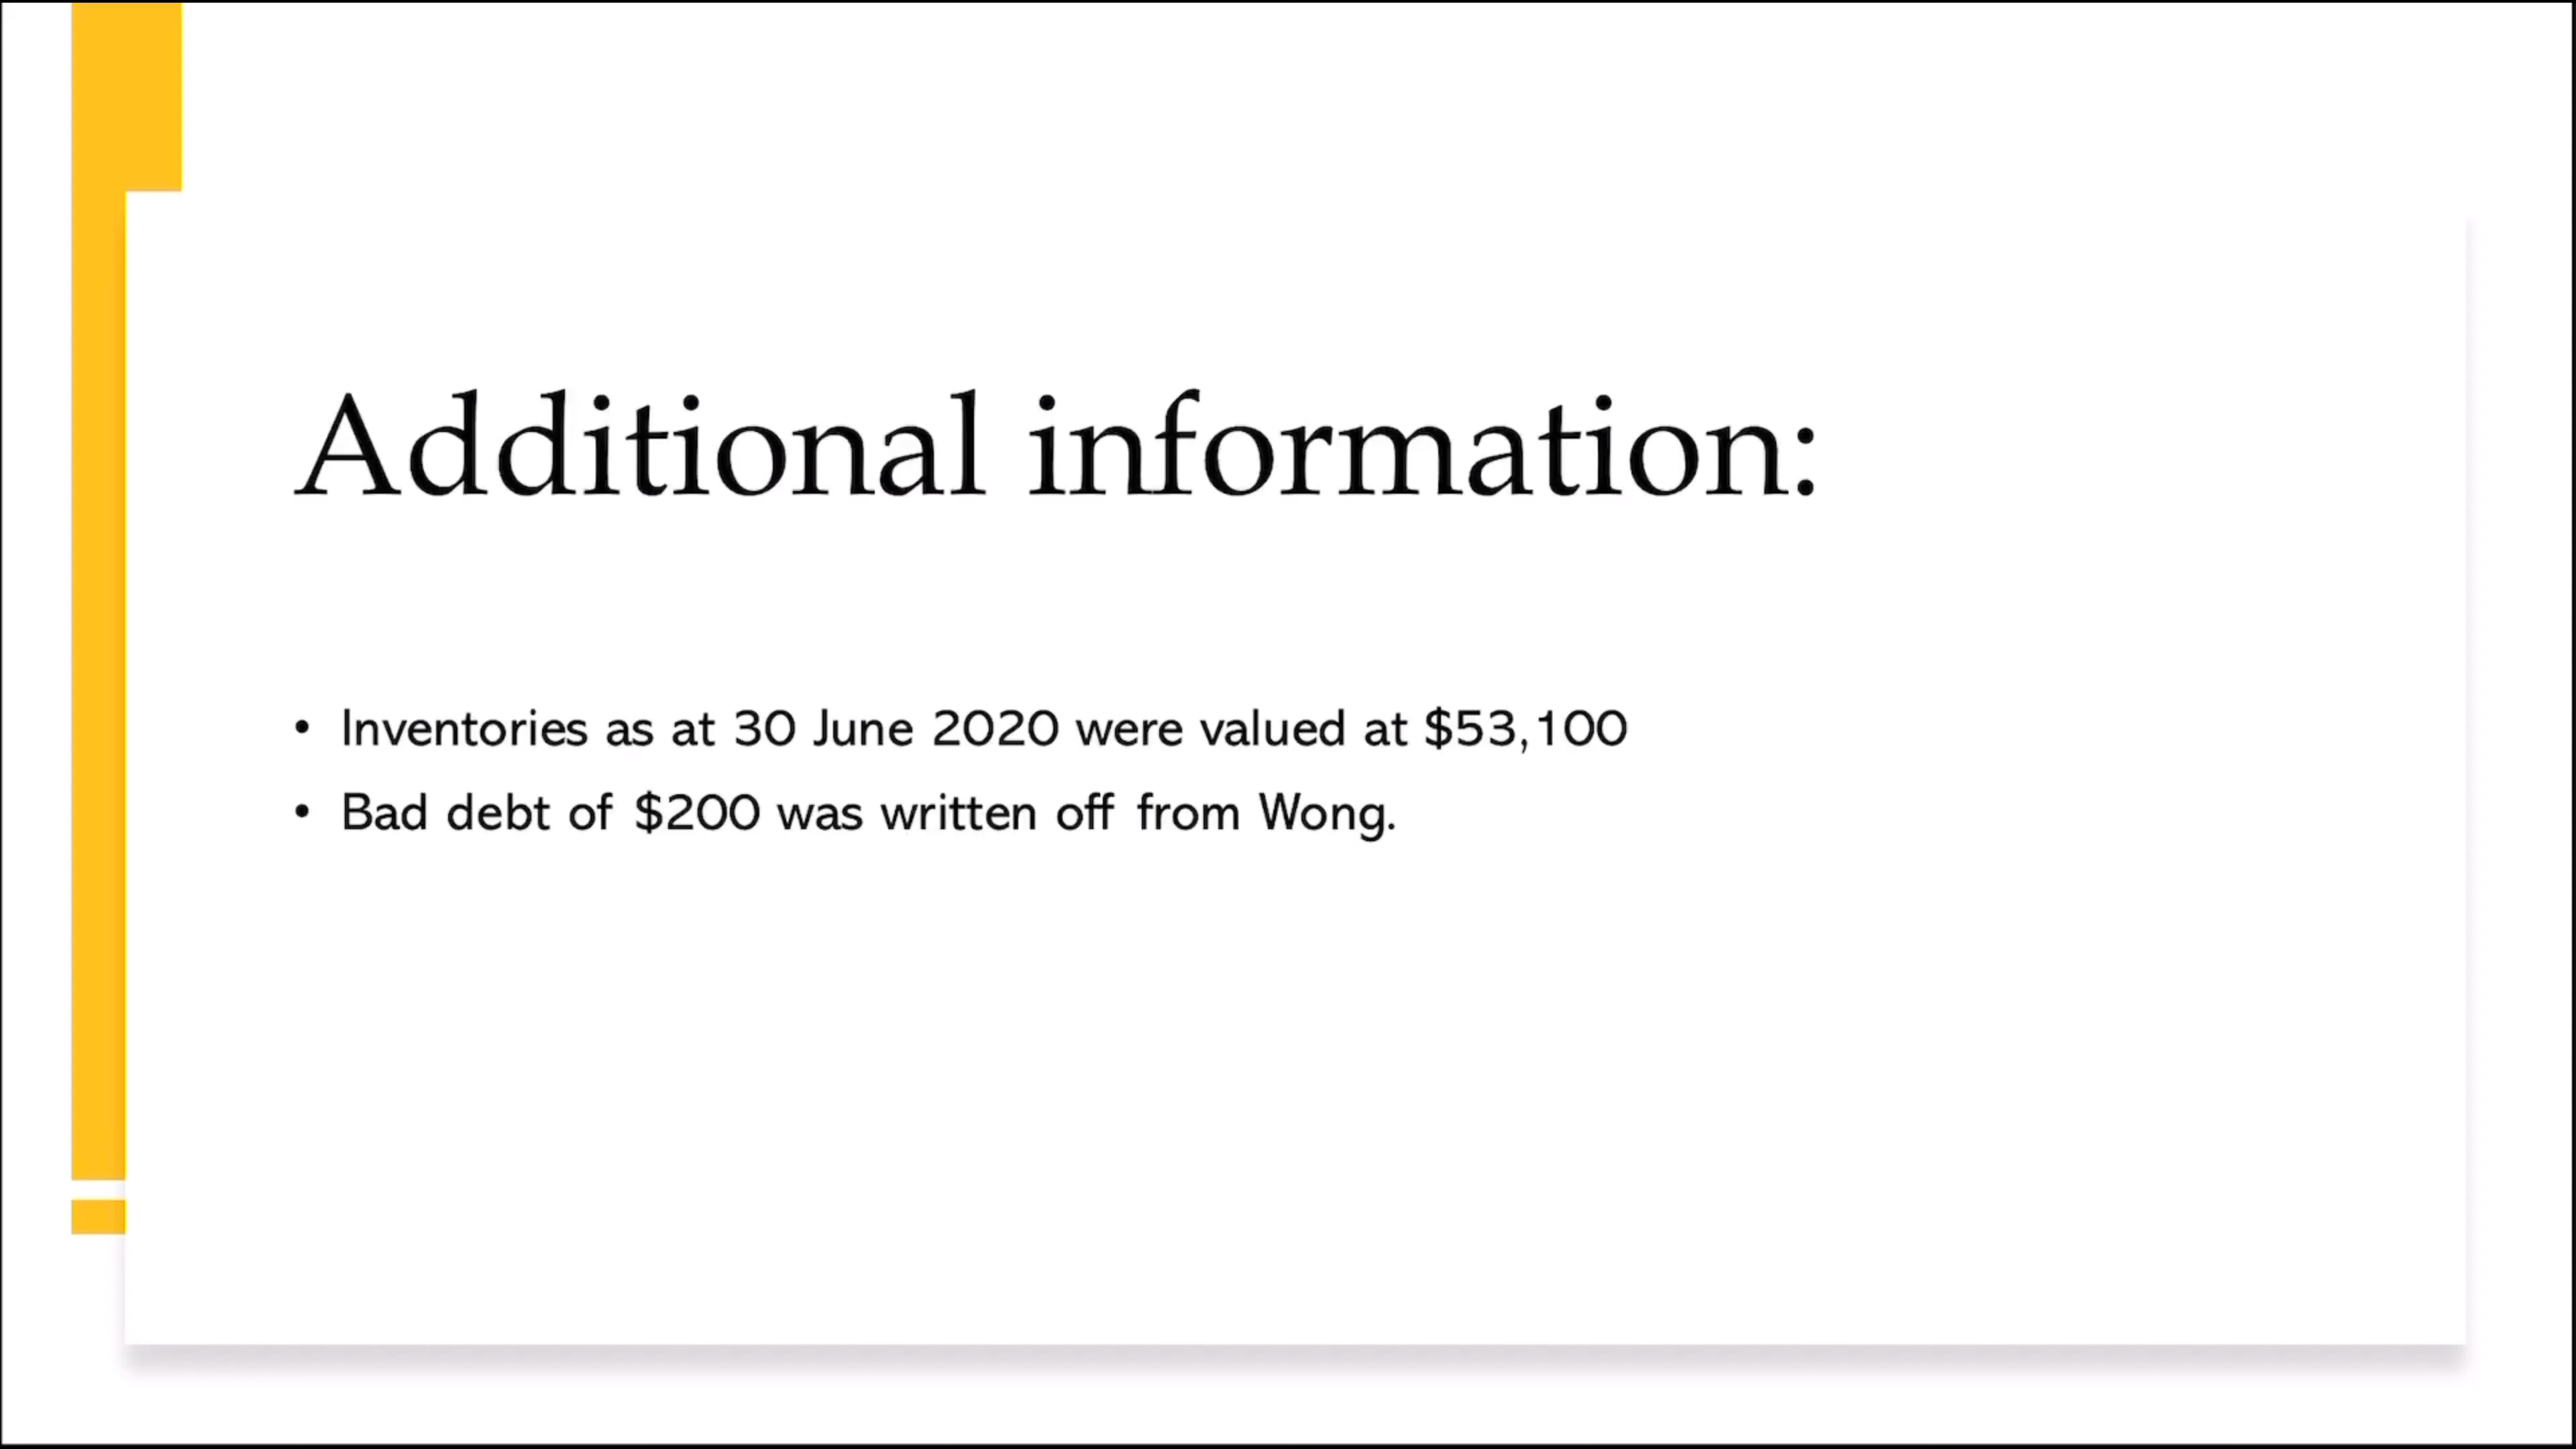 Additional information:
• Inventories as at 30 June 2020 were valued at $53,100
• Bad debt of $200 was written off from Wong.